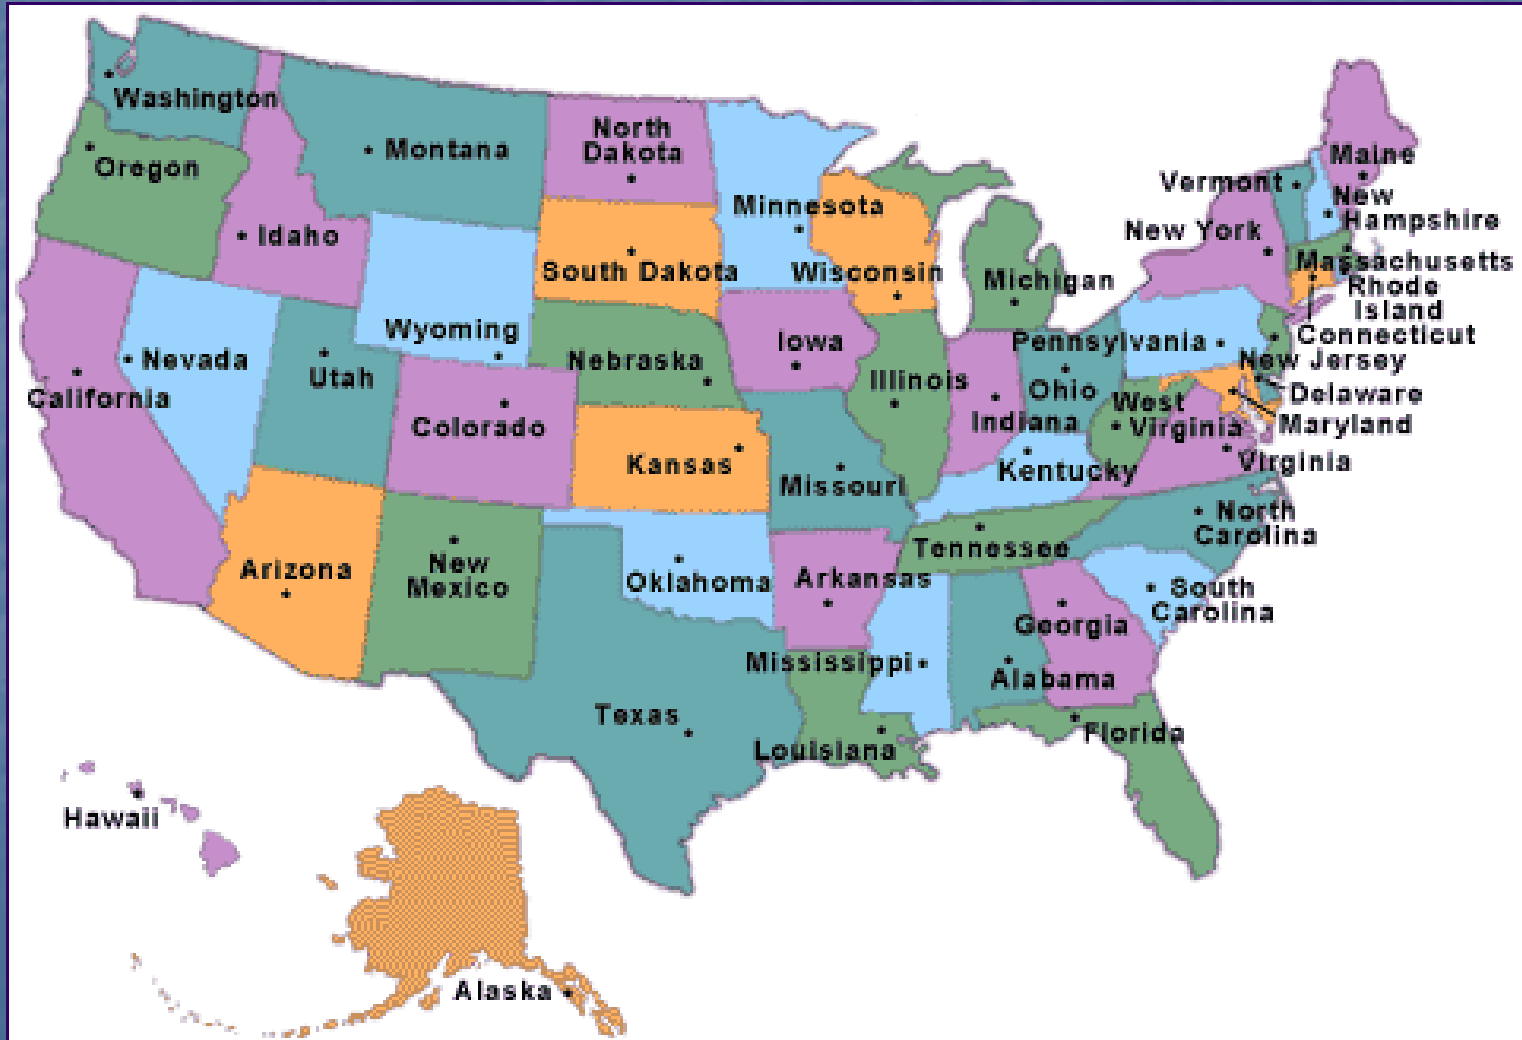 Washington
Oregon
Montana
Idaho
North
Dakota
Minnesota
South Dakota
Wisconsin
Michigan
Maine
Vermont
New
Hampshire
New York
Massachusetts
Rhode
Island
Connecticut
New Jersey
Pennsylvania
Delaware
Maryland
Wyoming
Nevada
Utah
California
Colorado
Nebraska
Iowa
Illinois
Indiana
Ohio
West
Virginia
Virginia
Kansas
Missouri
Kentucky
North
Carolina
Tennessee
South
Carolina
Arizona
New
Mexico
Oklahoma
Arkansas
Georgia
Mississippi
Alabama
Texas
Louisiana
Florida
Hawaii
Alaska